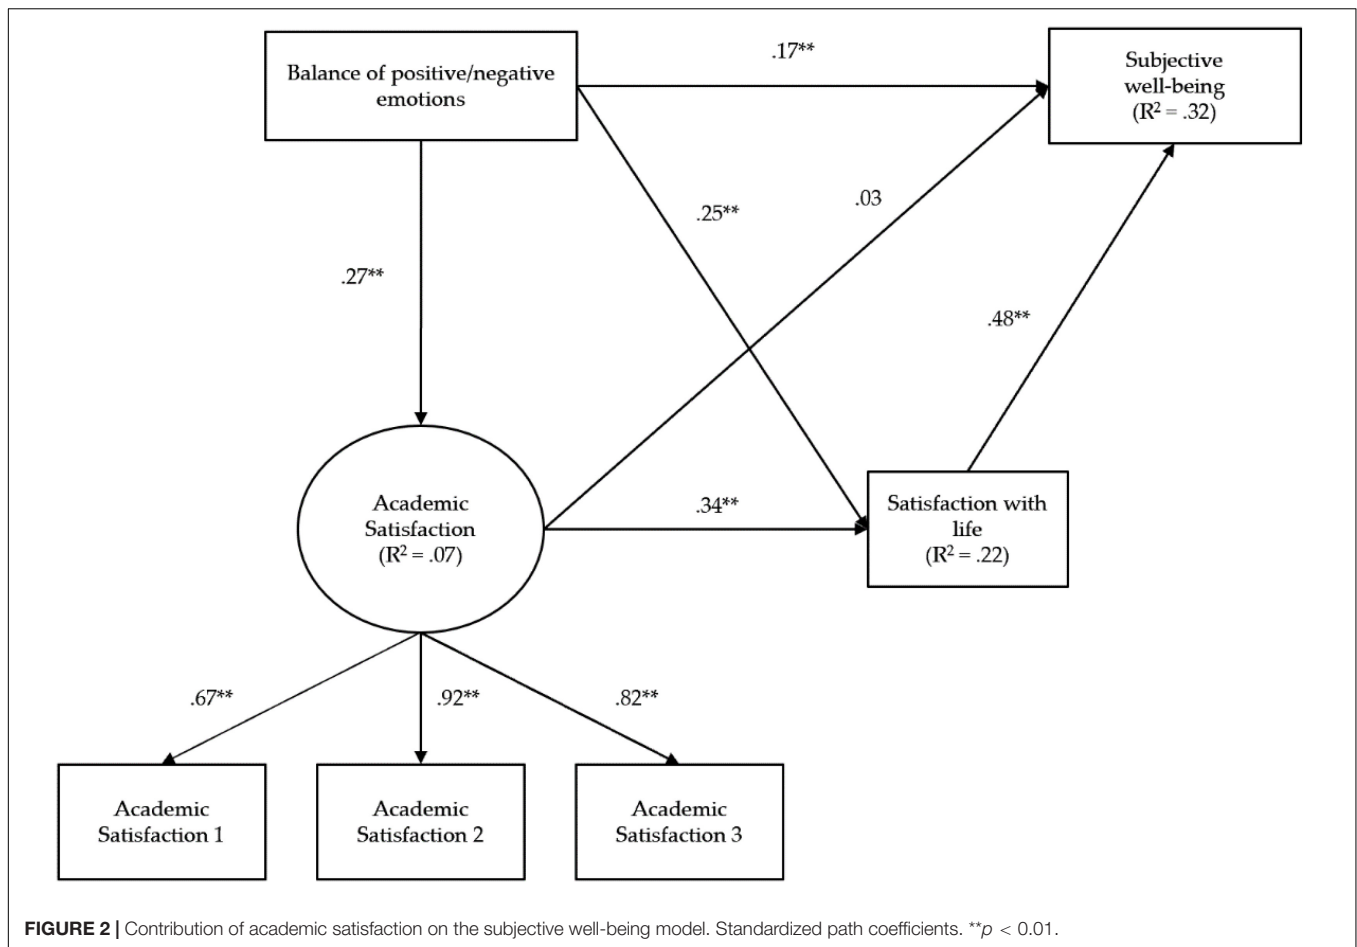 Balance of positive/negative
emotions
.17**
Subjective
well-being
(R² = .32)
.25**
.03
.27**
.48**
Academic
Satisfaction
(R² = .07)
.34**
Satisfaction with
life
(R² = .22)
.67**
.92**
.82**
Academic
Satisfaction 1
Academic
Satisfaction 2
Academic
Satisfaction 3
FIGURE 2 | Contribution of academic satisfaction on the subjective well-being model. Standardized path coefficients. **p < 0.01.